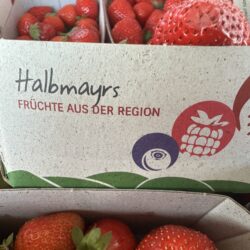 Halbmayrs
FRÜCHTE AUS DER REGION